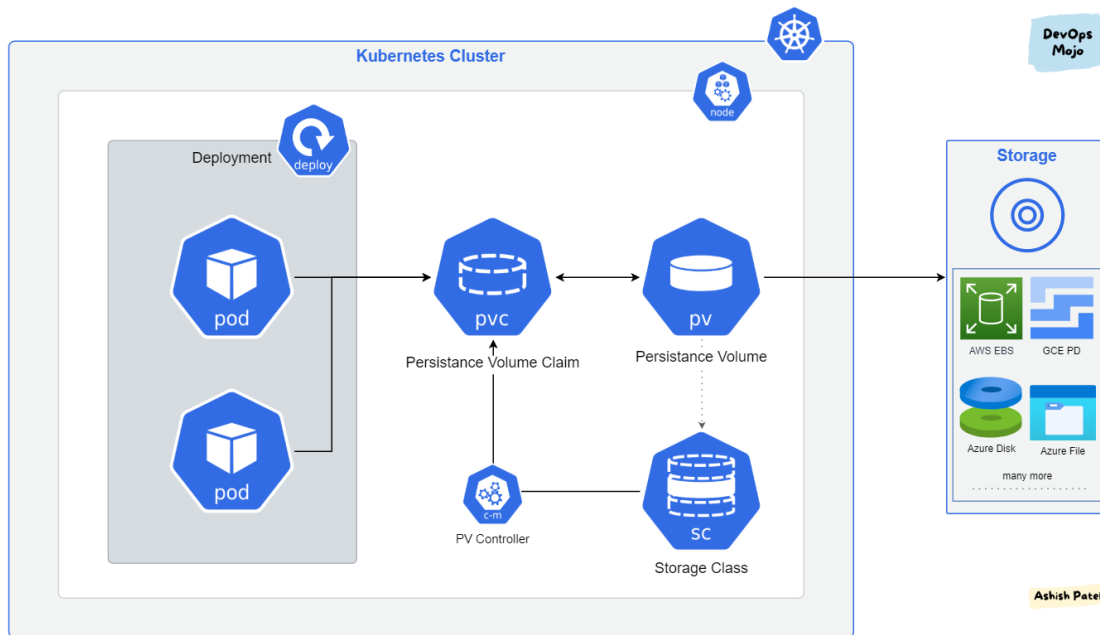 DevOps
Mojo
Kubernetes Cluster
node
Deployment
deploy
Storage
pod
pvc
pv
Persistance Volume Claim
Persistance Volume
AWS EBS
GCE PD
pod
Azure Disk
Azure File
many more
c-m
PV Controller
sc
Storage Class
Ashish Patel